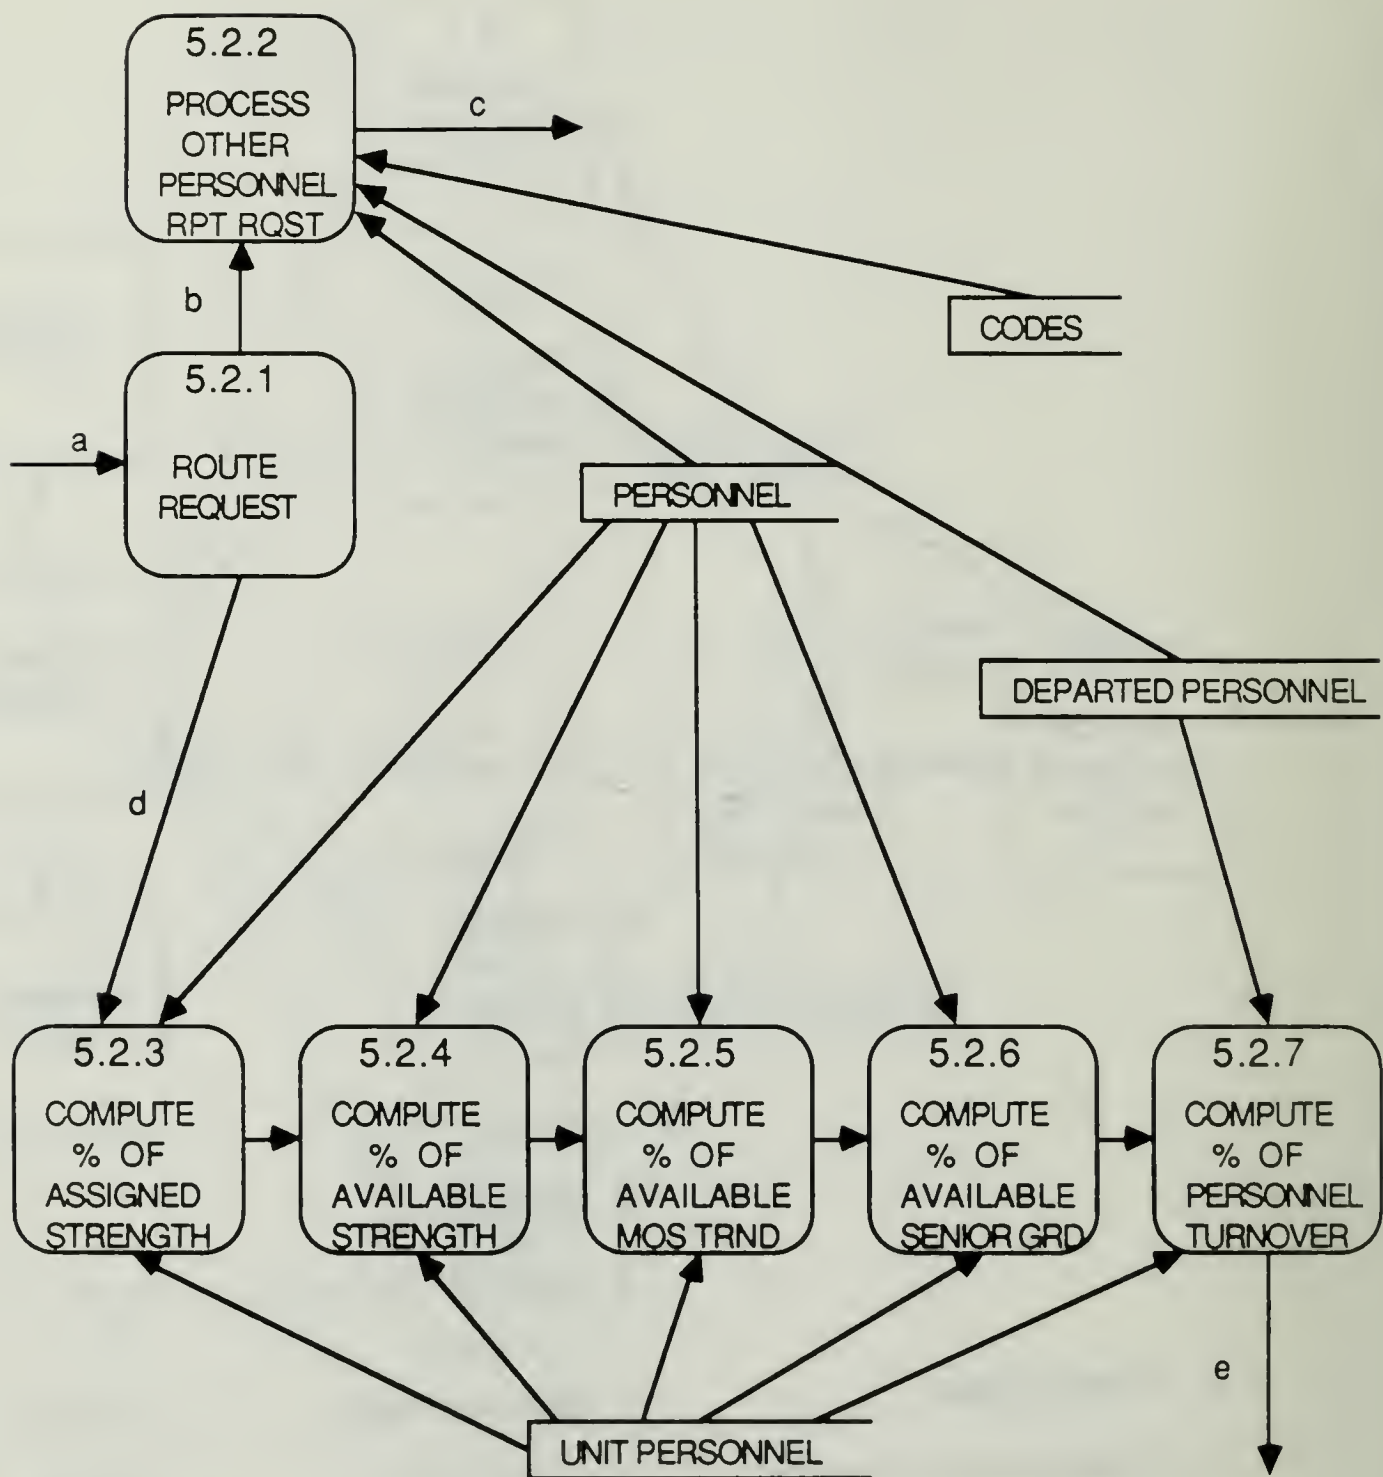 5.2.2
PROCESS
OTHER
PERSONNEL
RPT RQST
c
b
CODES
5.2.1
ROUTE
REQUEST
a
PERSONNEL
DEPARTED PERSONNEL
d
5.2.3
COMPUTE
% OF
ASSIGNED
STRENGTH
5.2.4
COMPUTE
% OF
AVAILABLE
STRENGTH
5.2.5
COMPUTE
% OF
AVAILABLE
MOS TRND
5.2.6
COMPUTE
% OF
AVAILABLE
SENIOR GRD
5.2.7
COMPUTE
% OF
PERSONNEL
TURNOVER
e
UNIT PERSONNEL